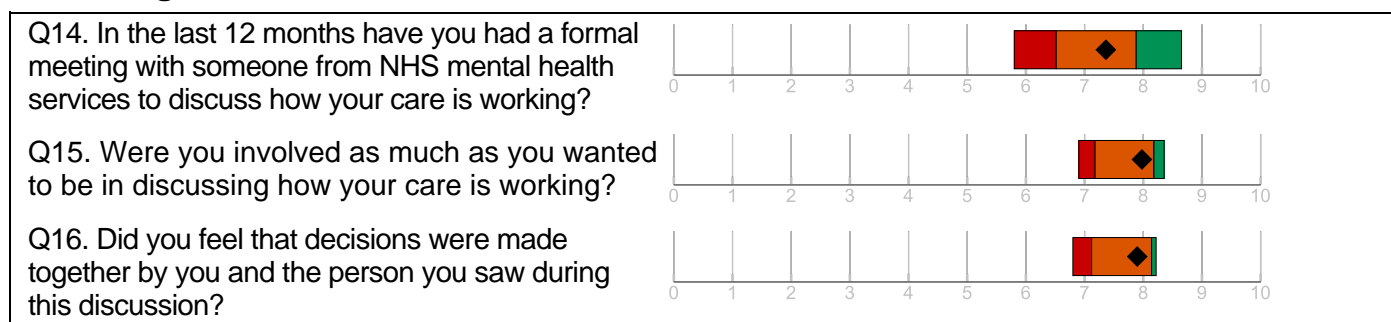 Q14. In the last 12 months have you had a formal
meeting with someone from NHS mental health
services to discuss how your care is working?
0 1 2 3 4 5 6 7 8 9 10
Q15. Were you involved as much as you wanted
to be in discussing how your care is working?
0 1 2 3 4 5 6 7 8 9 10
Q16. Did you feel that decisions were made
together by you and the person you saw during
this discussion?
0 1 2 3 4 5 6 7 8 9 10